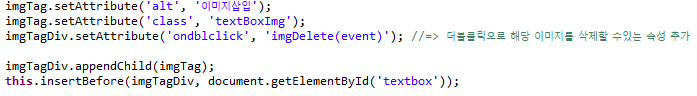 imgTag.setAttribute('alt', '이미지삽입');
imgTag.setAttribute('class', 'textBoxImg');
imgTagDiv.setAttribute('ondblclick', 'imgDelete(event)'); //=> 더블클릭으로 해당 이미지를 삭제할 수있는 속성 추가
imgTagDiv.appendChild(imgTag);
this.insertBefore(imgTagDiv, document.getElementById('textbox'));